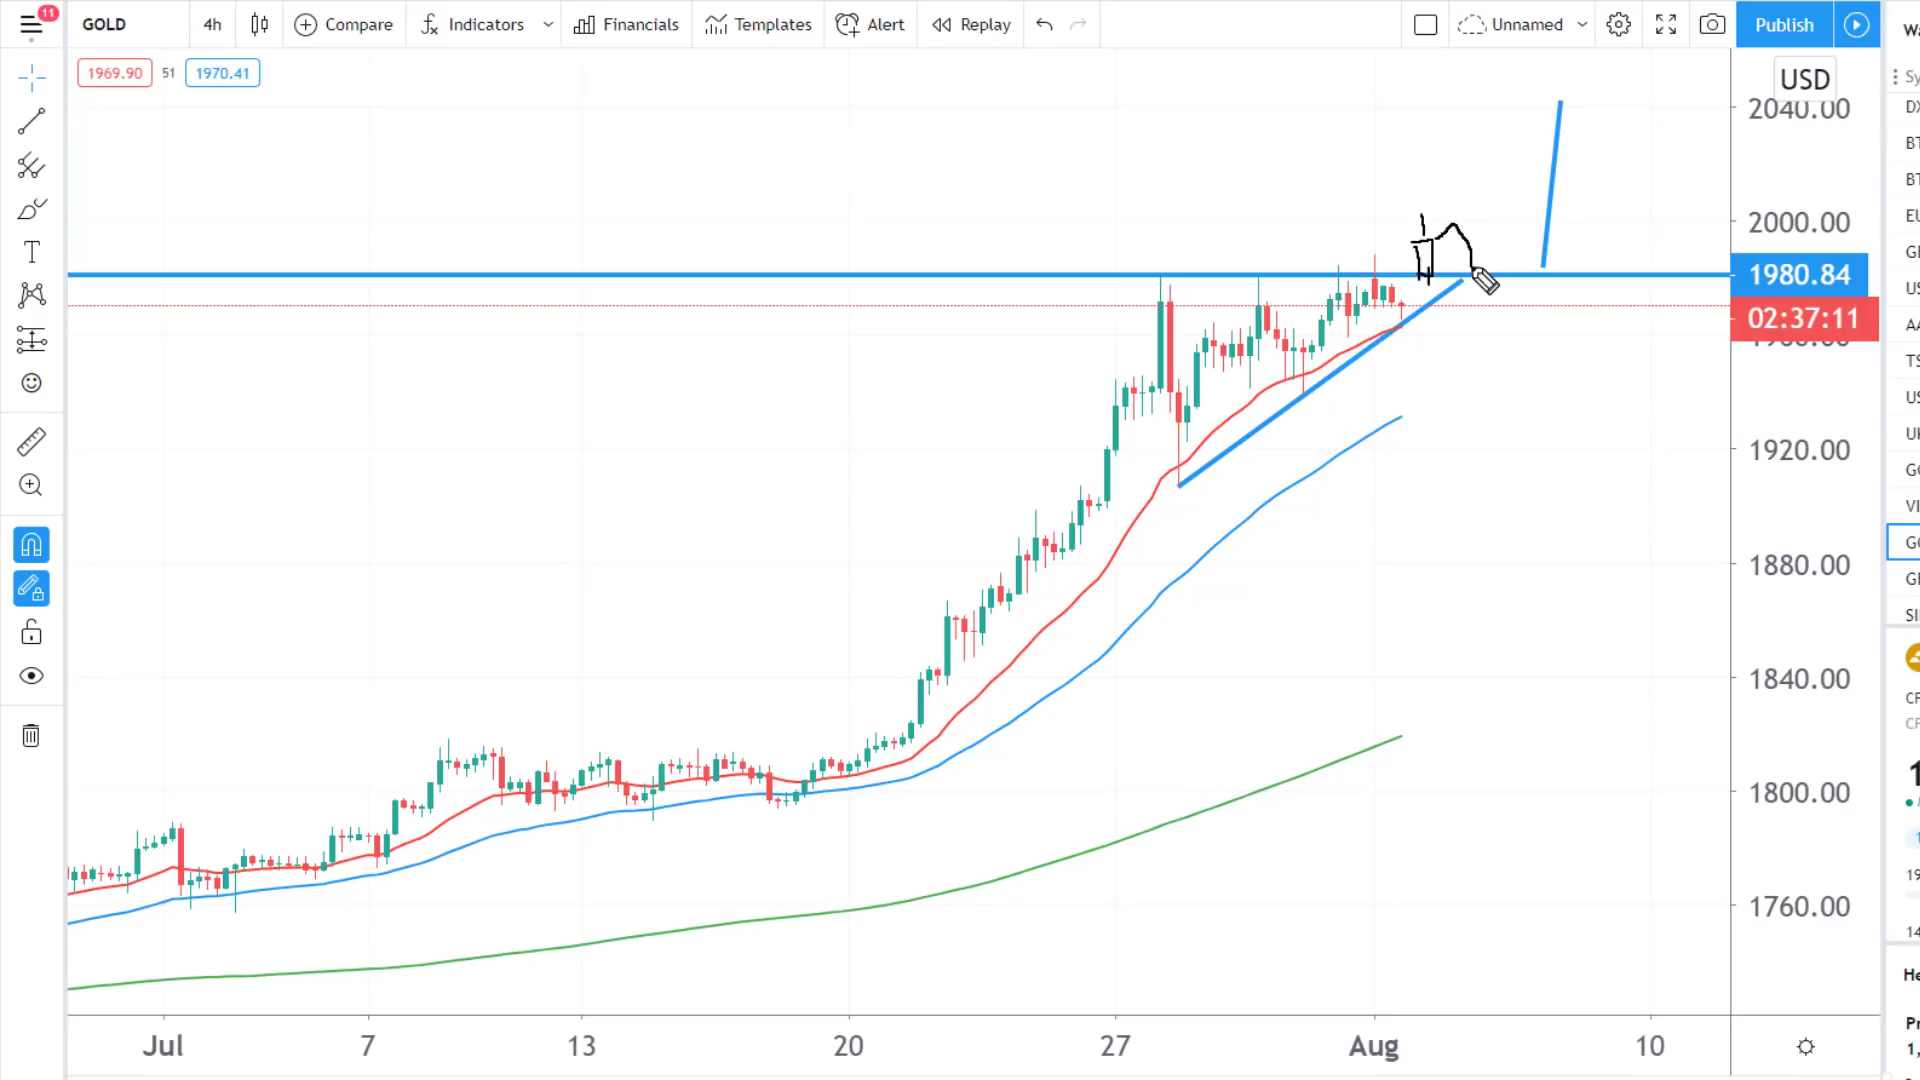 11
GOLD 4h Compare Indicators Financials Templates Alert Replay Unnamed Publish
1969.90 51 1970.41
USD
2040.00
2000.00
1980.84
02:37:11
1920.00
1880.00
1840.00
1800.00
1760.00
Jul 7 13 20 27 Aug 10